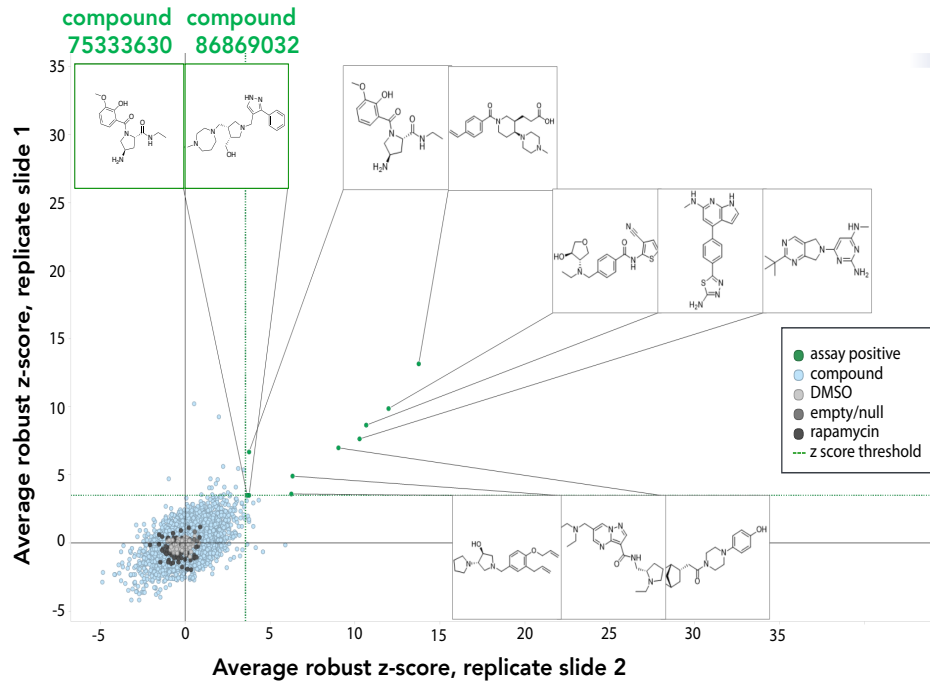 compound compound
75333630 86869032
Average robust z-score, replicate slide 1
35
30
25
20
15
10
5
0
-5
-5 0 5 10 15 20 25 30 35
Average robust z-score, replicate slide 2
assay positive
compound
DMSO
empty/null
rapamycin
z score threshold